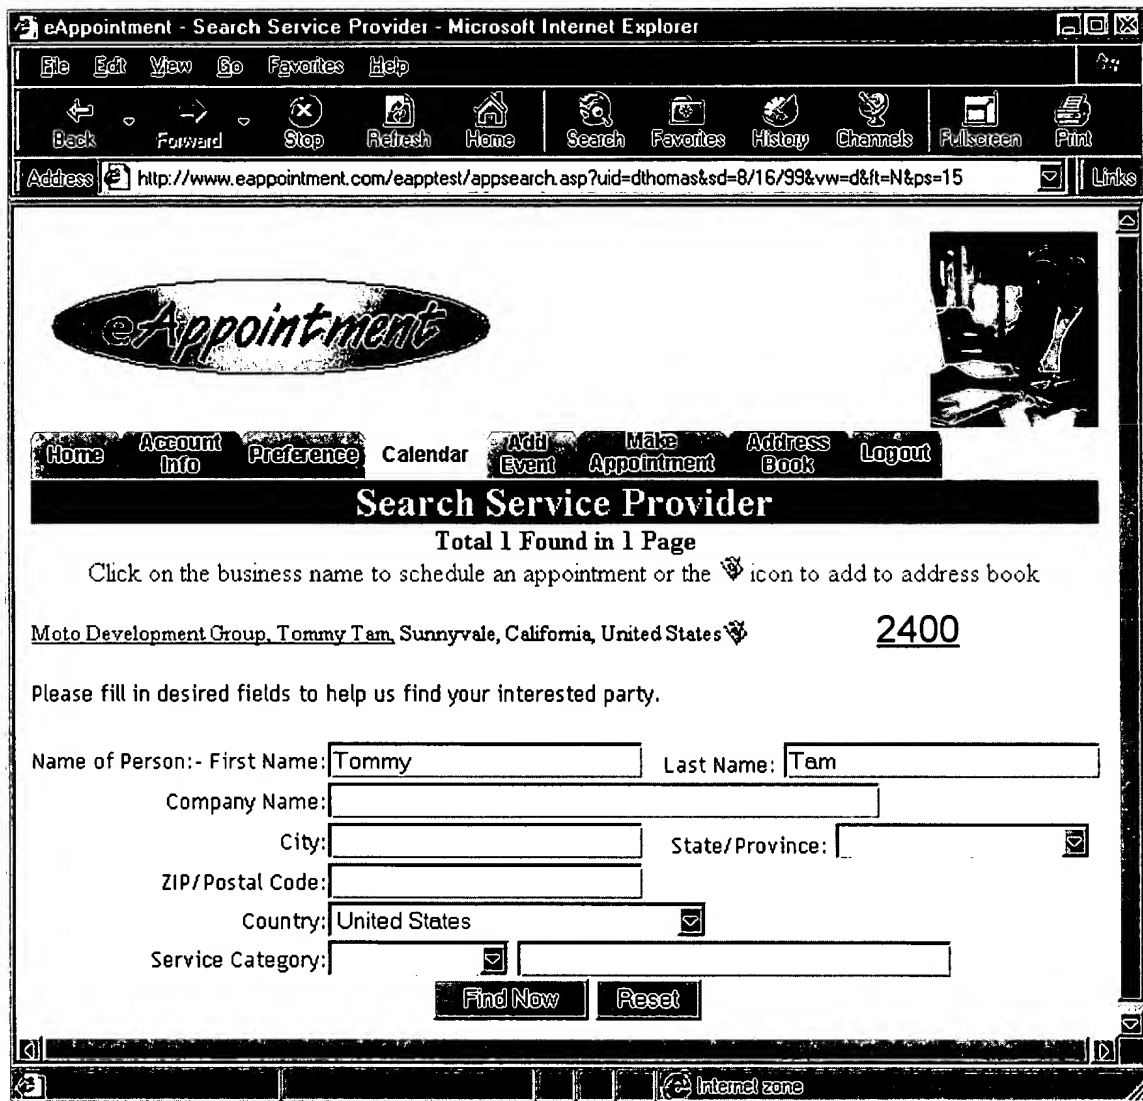 eAppointment - Search Service Provider - Microsoft Internet Explorer
File Edit View Go Favorites Help
Back Forward Stop Refresh Home Search Favorites History Channels Fullscreen Print
Address http://www.eappointment.com/eapptest/appsearch.asp?uid=dthomas&sd=8/16/99&vw=d&ft=N&ps=15 Links
eAppointment
Home Account Info Preference Calendar Add Event Make Appointment Address Book Logout
Search Service Provider
Total 1 Found in 1 Page
Click on the business name to schedule an appointment or the icon to add to address book
Moto Development Group, Tommy Tam, Sunnyvale, California, United States 2400
Please fill in desired fields to help us find your interested party.
Name of Person:- First Name: Tommy Last Name: Tam
Company Name:
City: State/Province:
ZIP/Postal Code:
Country: United States
Service Category:
Find Now Reset
Internet zone